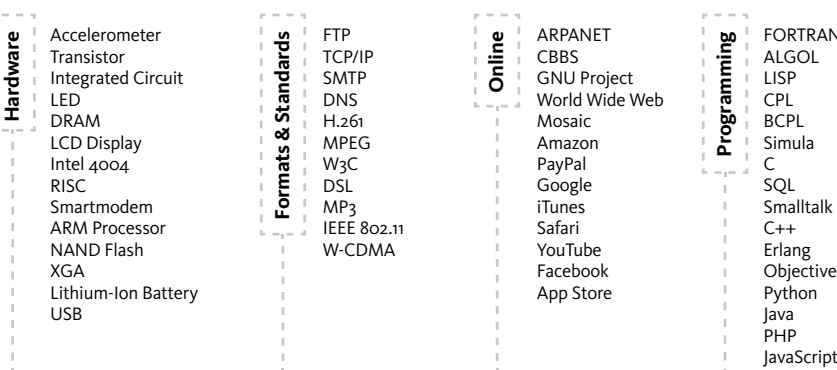 Hardware
Accelerometer
Transistor
Integrated Circuit
LED
DRAM
LCD Display
Intel 4004
RISC
Smartmodem
ARM Processor
NAND Flash
XGA
Lithium-Ion Battery
USB
Formats & Standards
FTP
TCP/IP
SMTP
DNS
H.261
MPEG
W3C
DSL
MP3
IEEE 802.11
W-CDMA
Online
ARPANET
CBBS
GNU Project
World Wide Web
Mosaic
Amazon
PayPal
Google
iTunes
Safari
YouTube
Facebook
App Store
Programming
FORTRAN
ALGOL
LISP
CPL
BCPL
Simula
C
SQL
Smalltalk
C++
Erlang
Objective
Python
Java
PHP
JavaScript